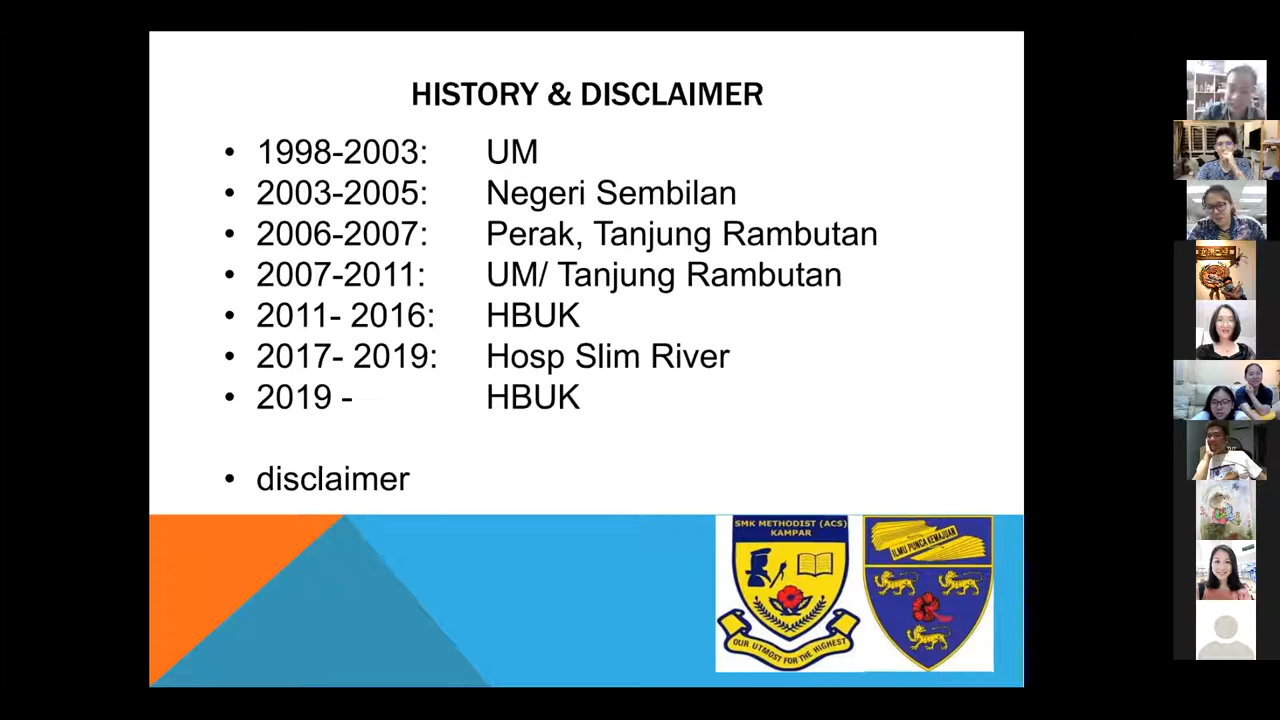 HISTORY & DISCLAIMER
• 1998-2003: UM
• 2003-2005: Negeri Sembilan
• 2006-2007: Perak, Tanjung Rambutan
• 2007-2011: UM/ Tanjung Rambutan
• 2011- 2016: HBUK
• 2017- 2019: Hosp Slim River
• 2019 - HBUK
• disclaimer
SMK METHODIST (ACS)
KAMPAR
OUR UTMOST FOR THE HIGHEST
ILMU PUNCA KEMAJUAN